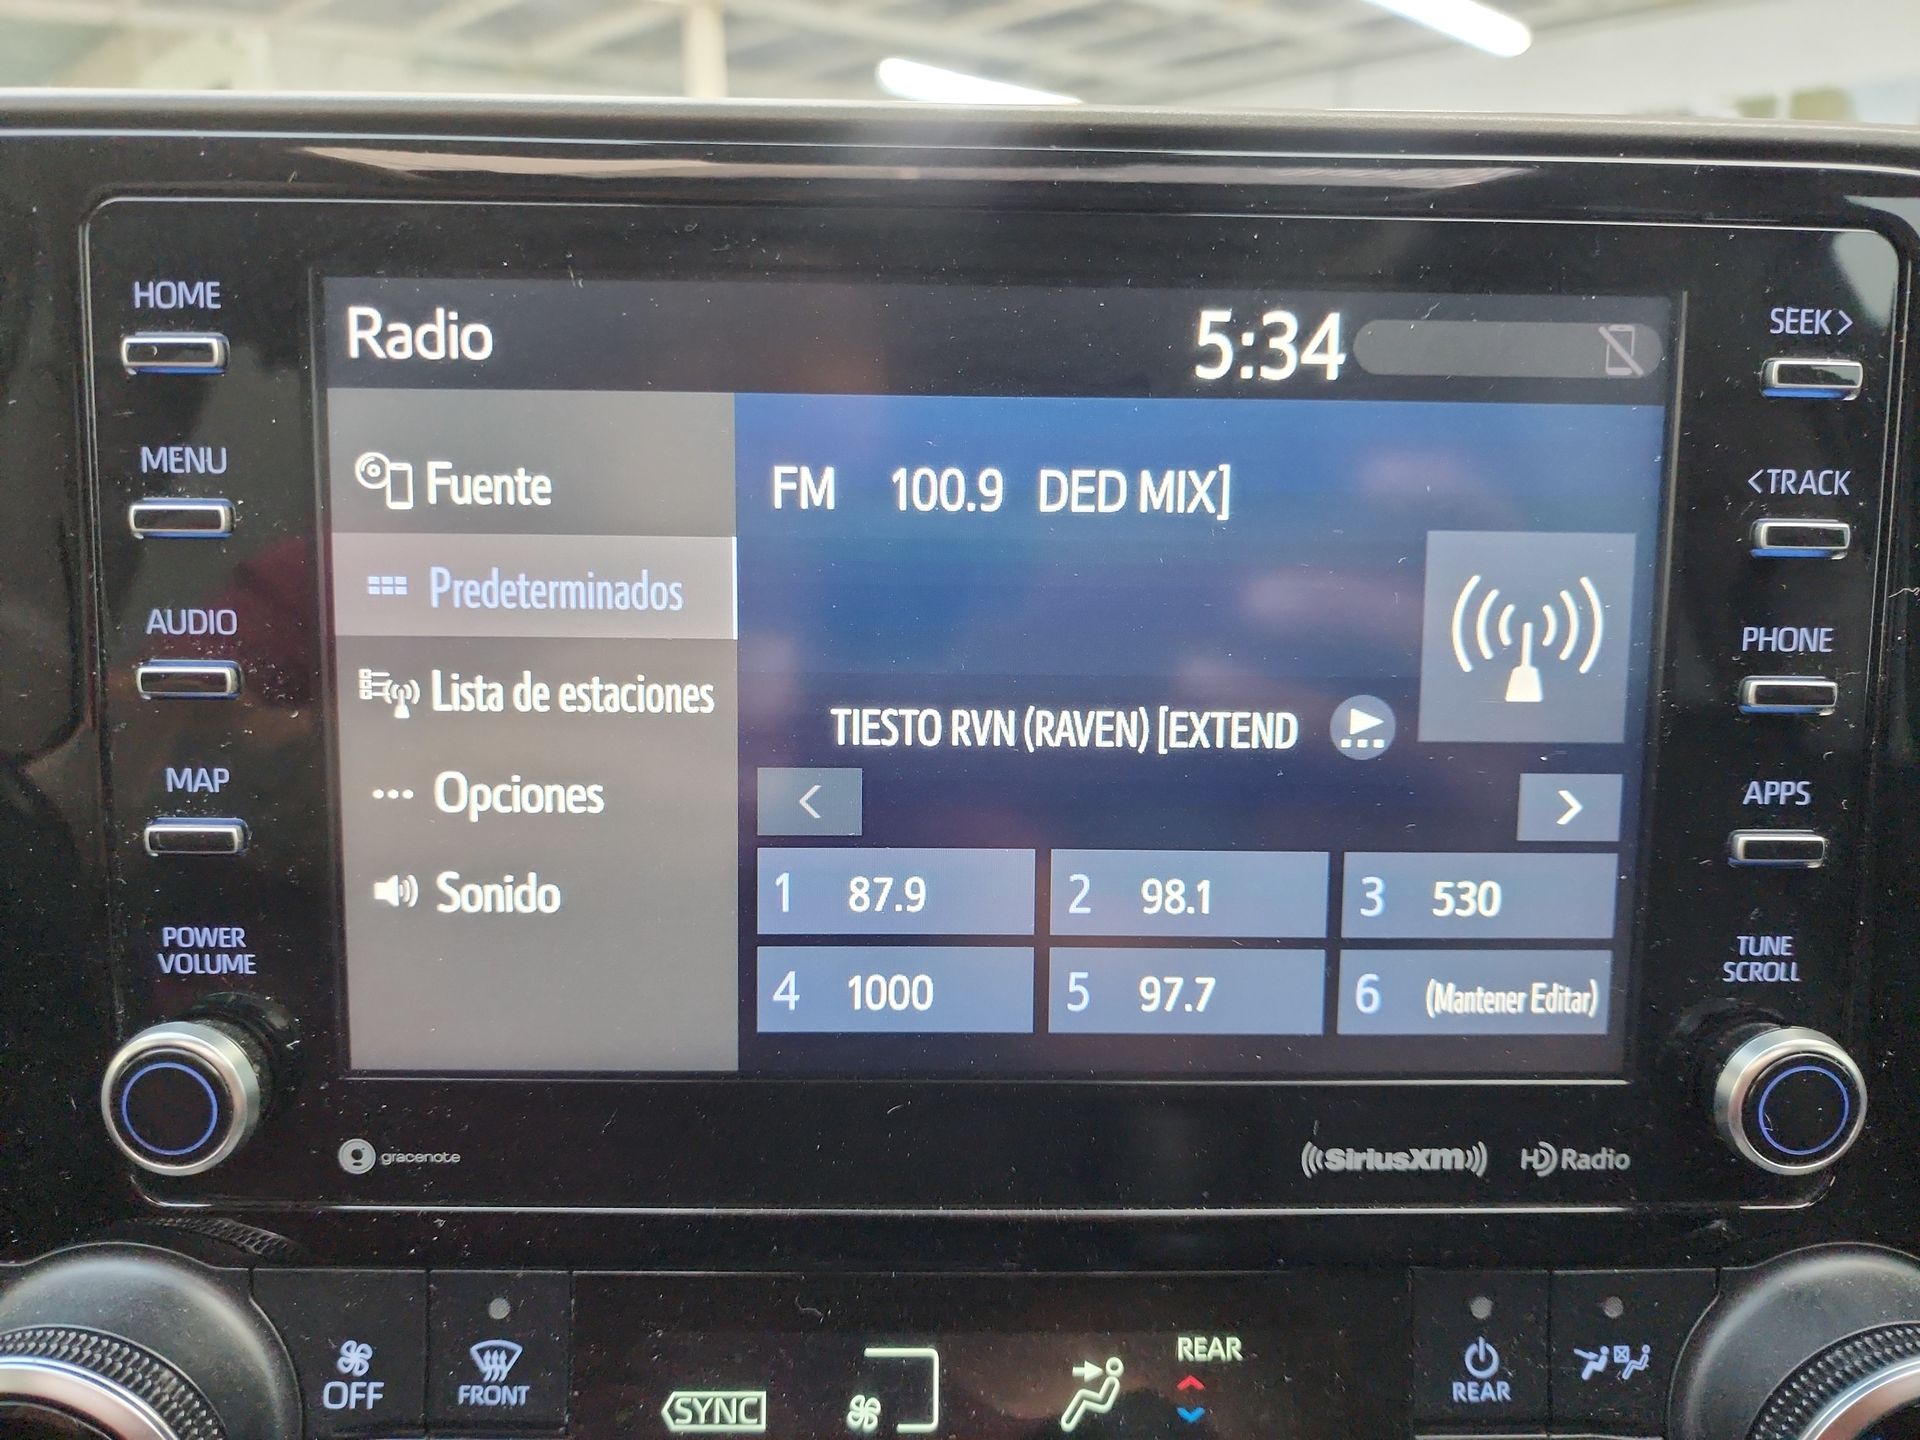 HOME
MENU
AUDIO
MAP
POWER
VOLUME
Radio
5:34
Fuente
Predeterminados
Lista de estaciones
Opciones
Sonido
FM 100.9 DED MIX]
TIESTO RVN (RAVEN) [EXTEND
<
>
1 87.9
2 98.1
3 530
4 1000
5 97.7
6 (Mantener Editar)
SEEK>
<TRACK
PHONE
APPS
TUNE
SCROLL
gracenote
((SiriusXM))
HD Radio
OFF
FRONT
SYNC
REAR
REAR